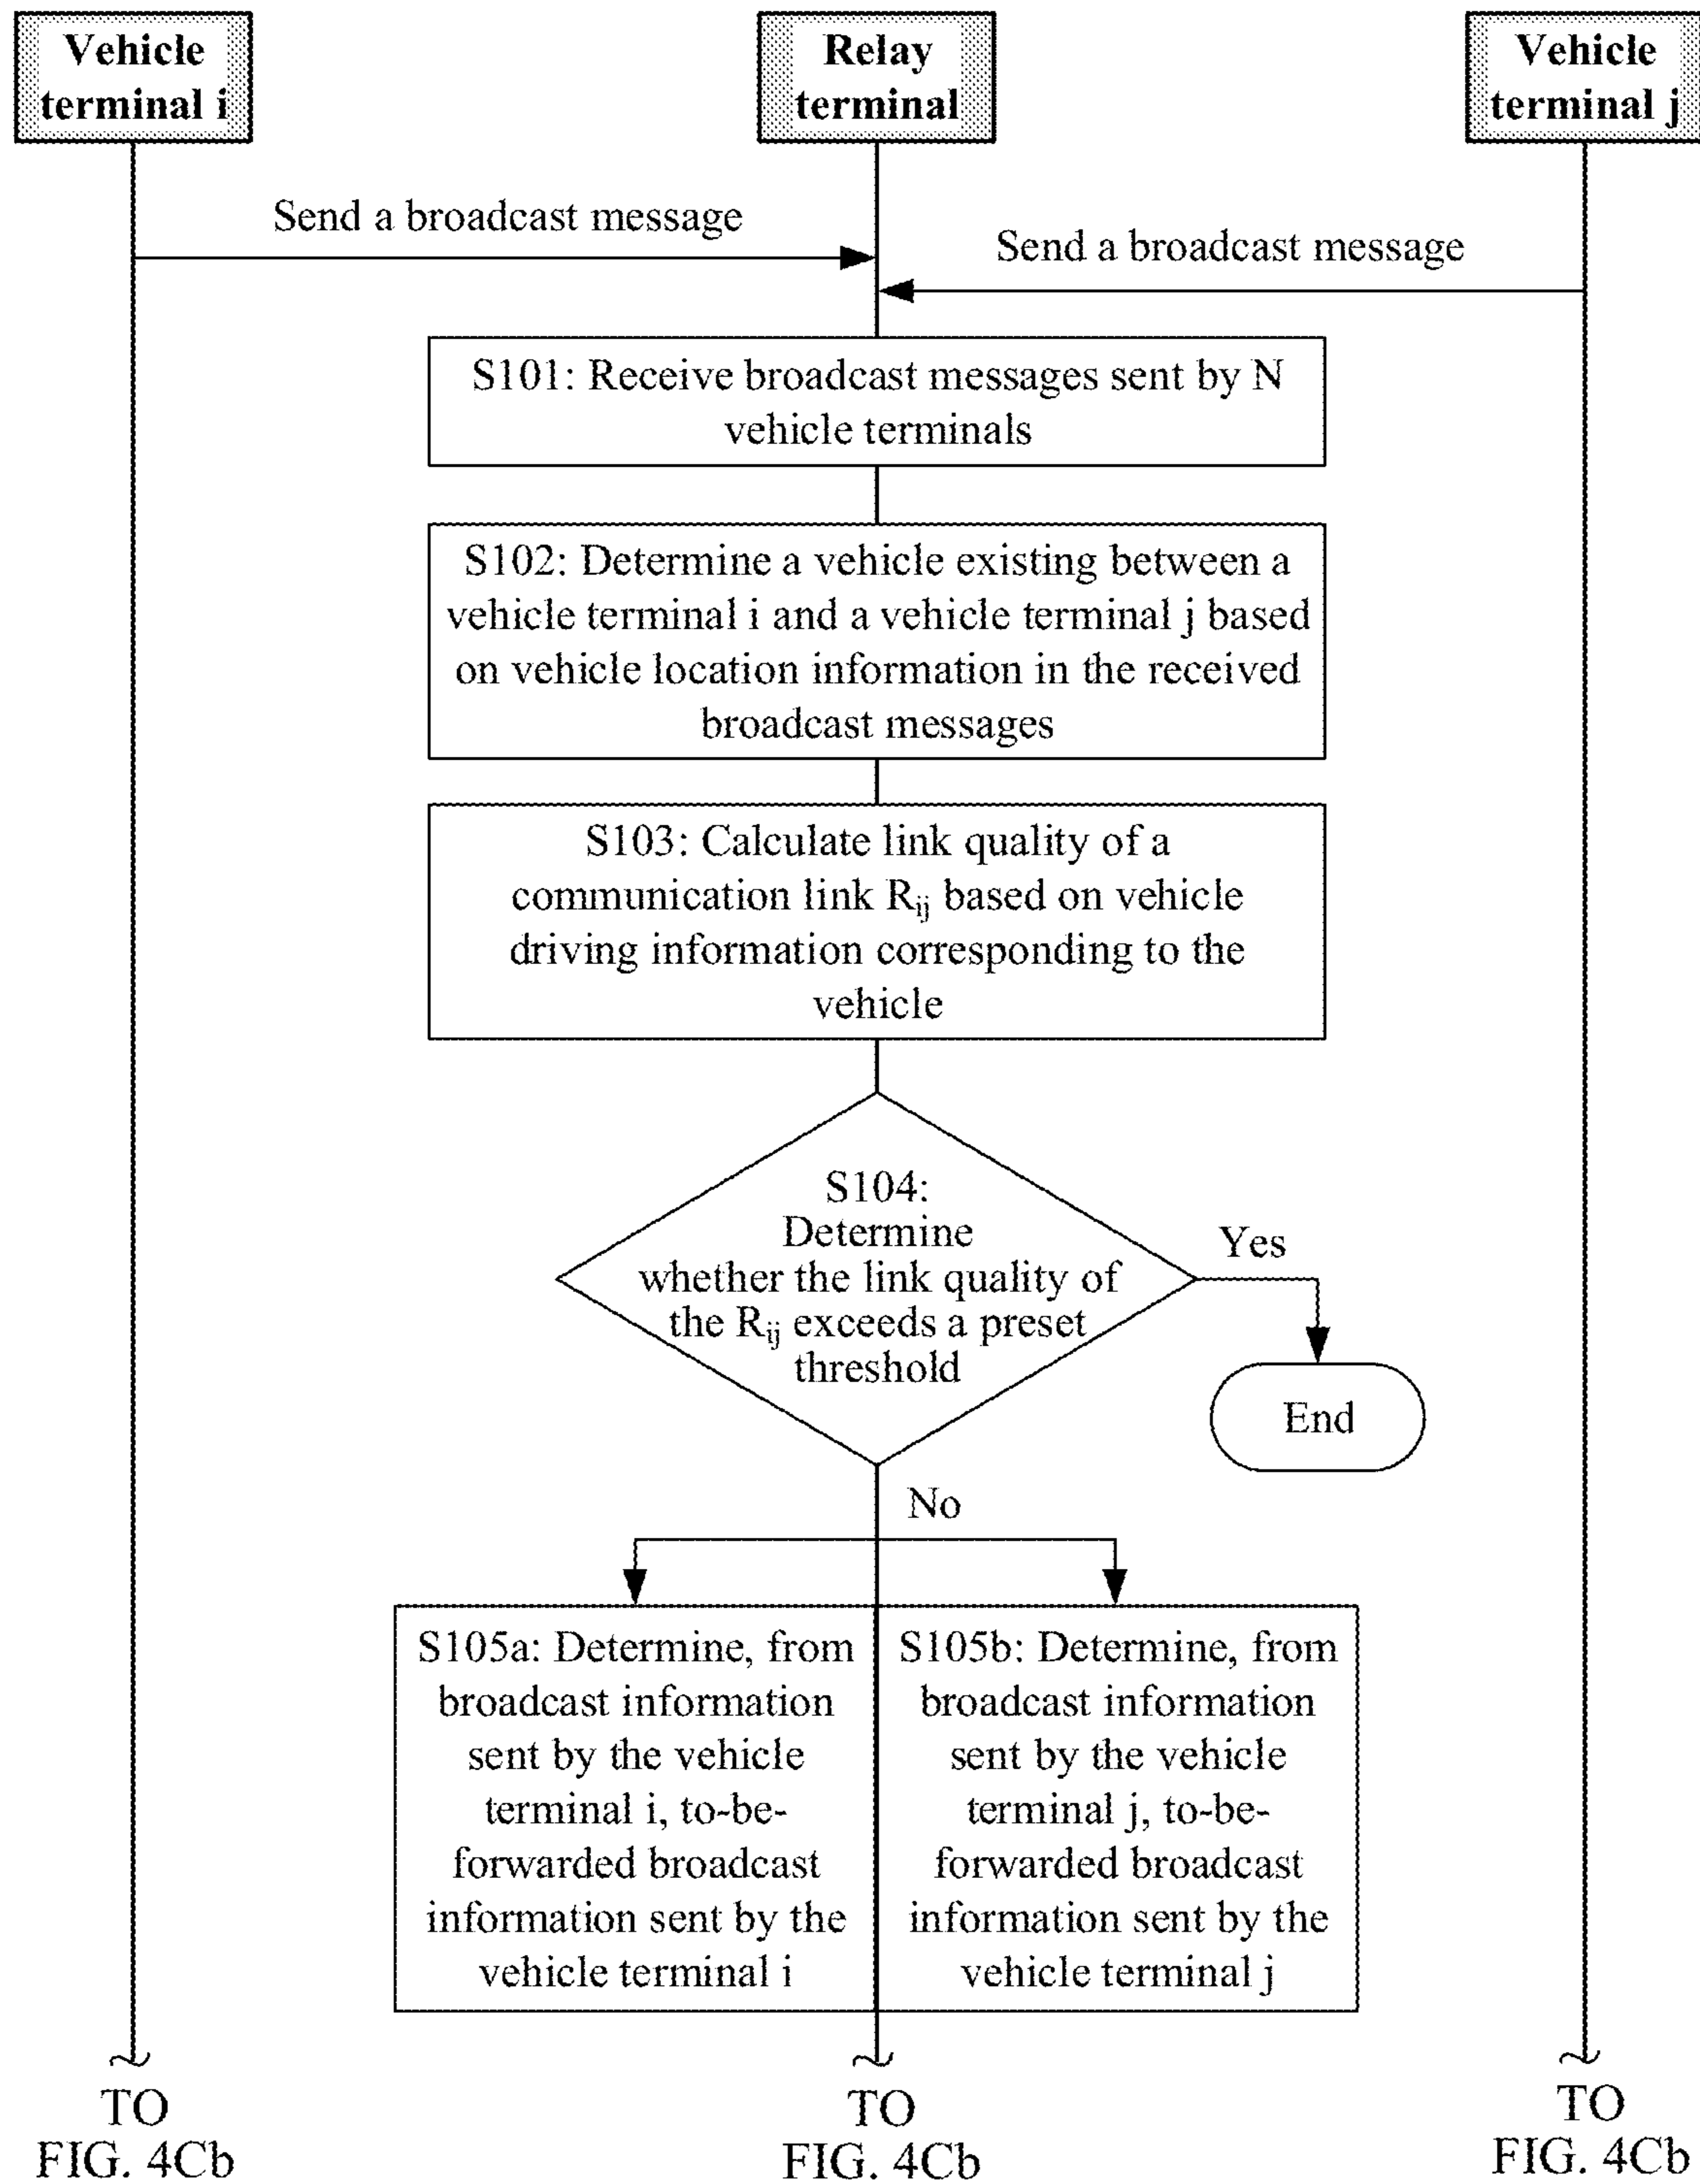 Vehicle
terminal i
Relay
terminal
Vehicle
terminal j
Send a broadcast message
Send a broadcast message
S101: Receive broadcast messages sent by N
vehicle terminals
S102: Determine a vehicle existing between a
vehicle terminal i and a vehicle terminal j based
on vehicle location information in the received
broadcast messages
S103: Calculate link quality of a
communication link Rij based on vehicle
driving information corresponding to the
vehicle
S104:
Determine
whether the link quality of
the Rij exceeds a preset
threshold
Yes
End
No
S105a: Determine, from
broadcast information
sent by the vehicle
terminal i, to-be-
forwarded broadcast
information sent by the
vehicle terminal i
S105b: Determine, from
broadcast information
sent by the vehicle
terminal j, to-be-
forwarded broadcast
information sent by the
vehicle terminal j
TO
FIG. 4Cb
TO
FIG. 4Cb
TO
FIG. 4Cb